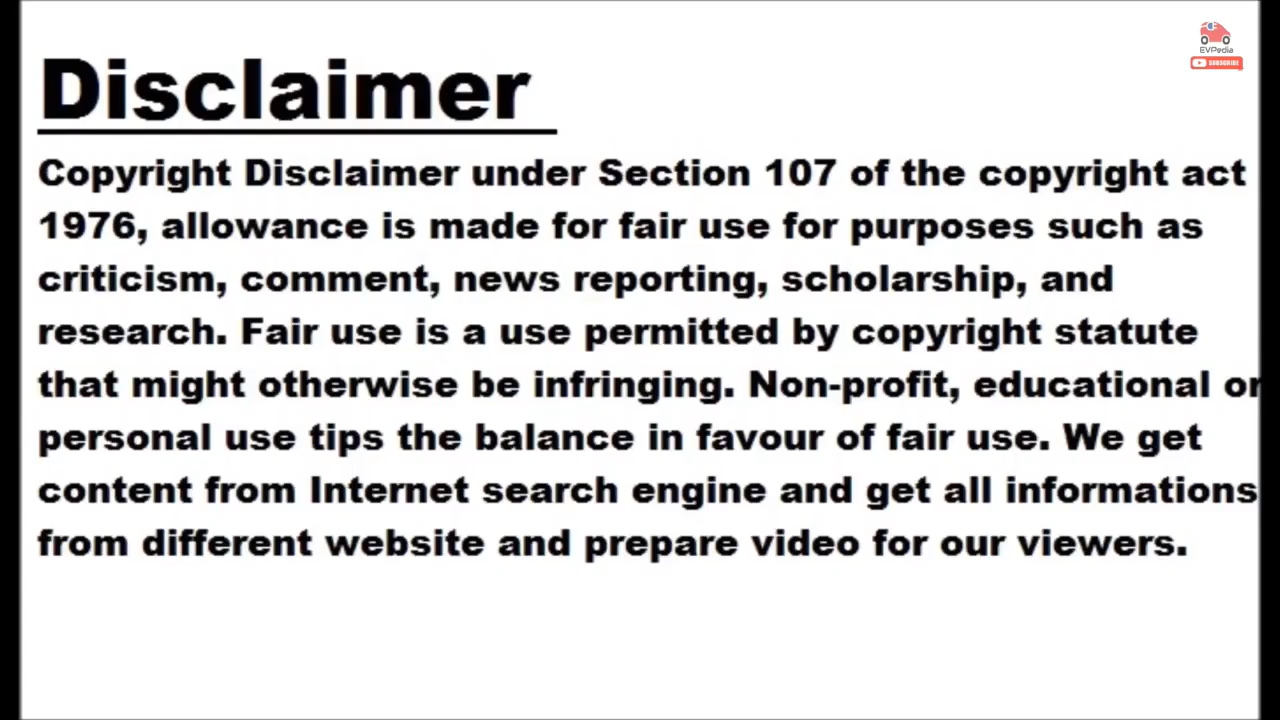 EVPedia
SUBSCRIBE
Disclaimer
Copyright Disclaimer under Section 107 of the copyright act
1976, allowance is made for fair use for purposes such as
criticism, comment, news reporting, scholarship, and
research. Fair use is a use permitted by copyright statute
that might otherwise be infringing. Non-profit, educational or
personal use tips the balance in favour of fair use. We get
content from Internet search engine and get all informations
from different website and prepare video for our viewers.